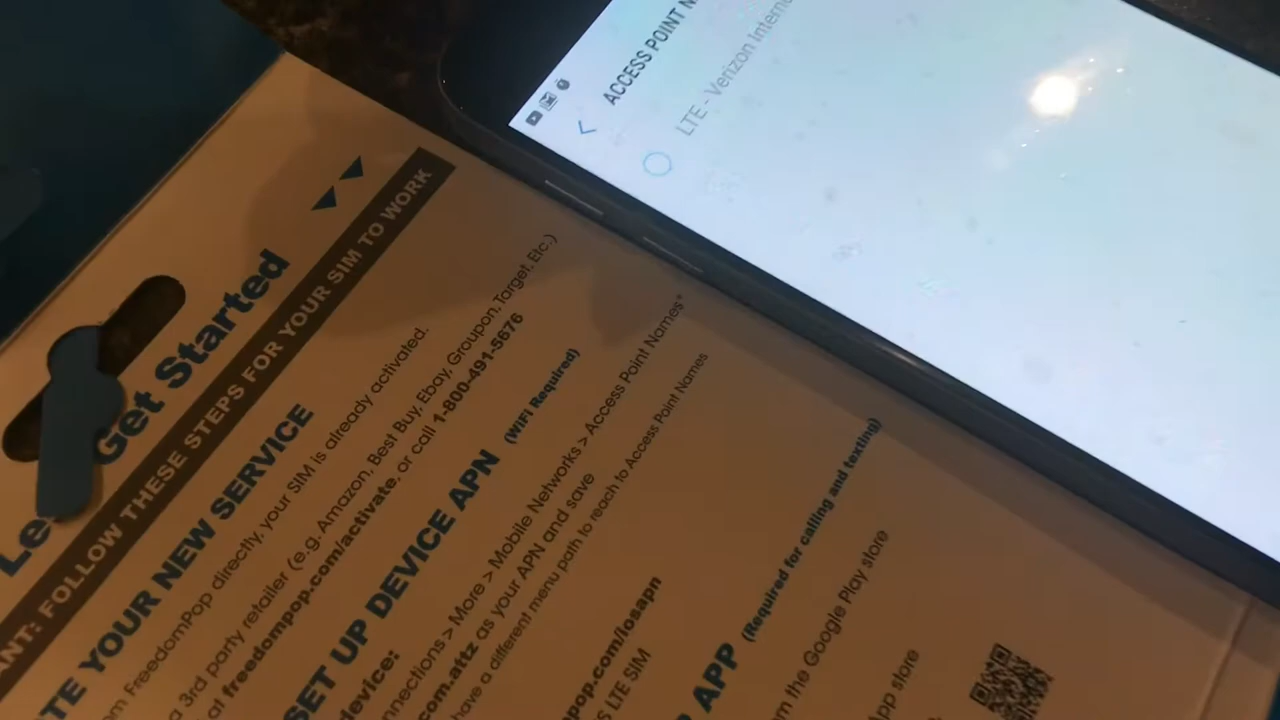 ACCESS POINT
LTE - Verizon Intern
Let's Get Started
ANT: FOLLOW THESE STEPS FOR YOUR SIM TO WORK
TE YOUR NEW SERVICE
om FreedomPop directly, your SIM is already activated.
a 3rd party retailer (e.g. Amazon, Best Buy, Ebay, Groupon, Target, Etc.)
at freedompop.com/activate, or call 1-800-491-5676
SET UP DEVICE APN (WiFi Required)
device:
nnections > More > Mobile Networks > Access Point Names*
com.attz as your APN and save
have a different menu path to reach to Access Point Names
pop.com/iosapn
S LTE SIM
P APP (Required for calling and texting)
m the Google Play store
App store